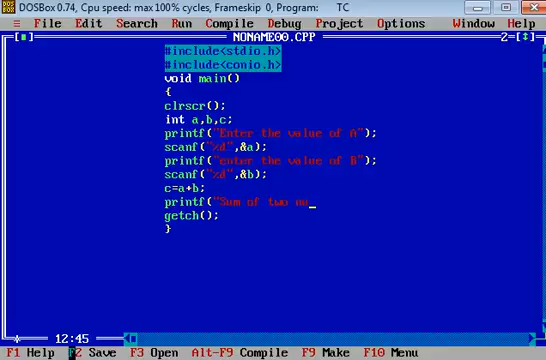 DOSBox 0.74, Cpu speed: max 100% cycles, Frameskip 0, Program: TC
≡ File Edit Search Run Compile Debug Project Options Window Help
[■] NONAME00.CPP 2=[↕]
#include<stdio.h>
#include<conio.h>
void main()
{
clrscr();
int a,b,c;
printf("Enter the value of A");
scanf("%d",&a);
printf("enter the value of B");
scanf("%d",&b);
c=a+b;
printf("Sum of two nu_
getch();
}
12:45
F1 Help F2 Save F3 Open Alt-F9 Compile F9 Make F10 Menu